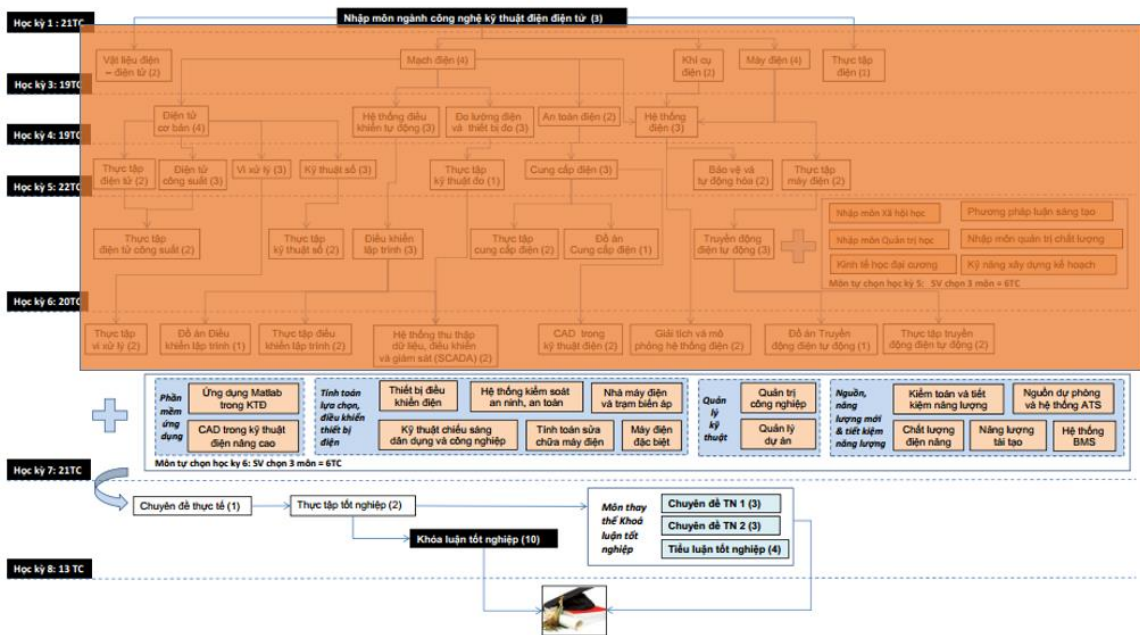 Học kỳ 1 : 21TC
Nhập môn ngành công nghệ kỹ thuật điện điện tử (3)
Vật liệu điện
– điện tử (2)
Mạch điện (4)
Khí cụ
điện (2)
Máy điện (4)
Thực tập
điện (1)
Học kỳ 3: 19TC
Điện tử
cơ bản (4)
Hệ thống điều
khiển tự động (3)
Đo lường điện
và thiết bị đo (3)
An toàn điện (2)
Hệ thống
điện (3)
Học kỳ 4: 19TC
Thực tập
điện tử (2)
Điện tử
công suất (3)
Vi xử lý (3)
Kỹ thuật số (3)
Thực tập
kỹ thuật đo (1)
Cung cấp điện (3)
Bảo vệ và
tự động hóa (2)
Thực tập
máy điện (2)
Học kỳ 5: 22TC
Thực tập
điện tử công suất (2)
Thực tập
kỹ thuật số (2)
Điều khiển
lập trình (3)
Thực tập
cung cấp điện (2)
Đồ án
Cung cấp điện (1)
Truyền động
điện tự động (3)
Nhập môn Xã hội học
Phương pháp luận sáng tạo
Nhập môn Quản trị học
Nhập môn quản trị chất lượng
Kinh tế học đại cương
Kỹ năng xây dựng kế hoạch
Môn tự chọn học kỳ 5: SV chọn 3 môn = 6TC
Học kỳ 6: 20TC
Thực tập
vi xử lý (2)
Đồ án Điều
khiển lập trình (1)
Thực tập điều
khiển lập trình (2)
Hệ thống thu thập
dữ liệu, điều khiển
và giám sát (SCADA) (2)
CAD trong
kỹ thuật điện (2)
Giải tích và mô
phỏng hệ thống điện (2)
Đồ án Truyền
động điện tự động (1)
Thực tập truyền
động điện tự động (2)
Phần
mềm ứng
dụng
Ứng dụng Matlab
trong KTĐ
CAD trong kỹ thuật
điện nâng cao
Tính toán
lựa chọn,
điều khiển
thiết bị
điện
Thiết bị điều
khiển điện
Hệ thống kiểm soát
an ninh, an toàn
Nhà máy điện
và trạm biến áp
Kỹ thuật chiếu sáng
dân dụng và công nghiệp
Tính toán sửa
chữa máy điện
Máy điện
đặc biệt
Quản
lý kỹ
thuật
Quản trị
công nghiệp
Quản lý
dự án
Nguồn,
năng
lượng mới
& tiết kiệm
năng lượng
Kiểm toán và tiết
kiệm năng lượng
Nguồn dự phòng
và hệ thống ATS
Chất lượng
điện năng
Năng lượng
tái tạo
Hệ thống
BMS
Môn tự chọn học kỳ 6: SV chọn 3 môn = 6TC
Học kỳ 7: 21TC
Chuyên đề thực tế (1)
Thực tập tốt nghiệp (2)
Khóa luận tốt nghiệp (10)
Môn thay
thế Khoá
luận tốt
nghiệp
Chuyên đề TN 1 (3)
Chuyên đề TN 2 (3)
Tiểu luận tốt nghiệp (4)
Học kỳ 8: 13 TC